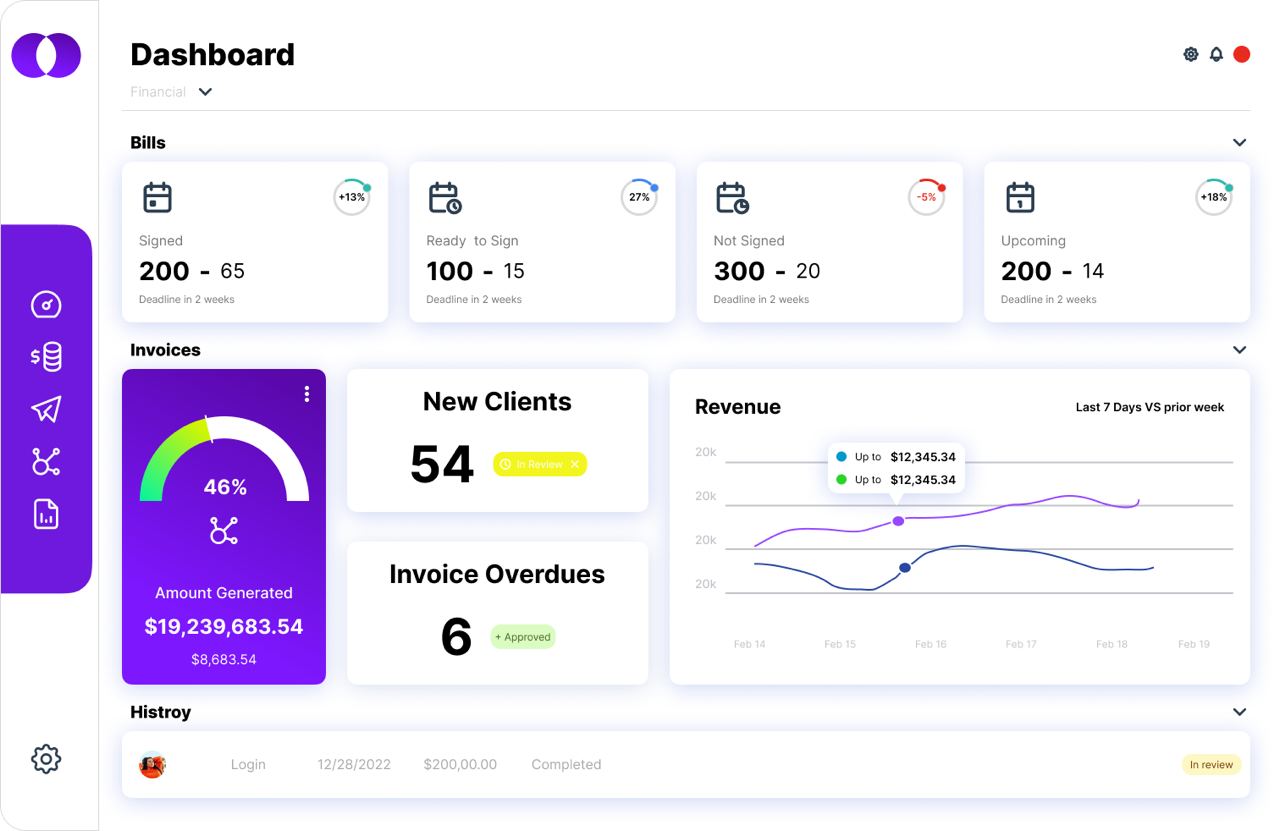 Dashboard
Financial
Bills
+13%
Signed
200 - 65
Deadline in 2 weeks
27%
Ready to Sign
100 - 15
Deadline in 2 weeks
-5%
Not Signed
300 - 20
Deadline in 2 weeks
1
+18%
Upcoming
200 - 14
Deadline in 2 weeks
Invoices
46%
Amount Generated
$19,239,683.54
$8,683.54
New Clients
54
In Review
Invoice Overdues
6
+ Approved
Revenue
Last 7 Days VS prior week
Up to $12,345.34
Up to $12,345.34
20k
20k
20k
20k
Feb 14 Feb 15 Feb 16 Feb 17 Feb 18 Feb 19
Histroy
Login 12/28/2022 $200,00.00 Completed In review
$